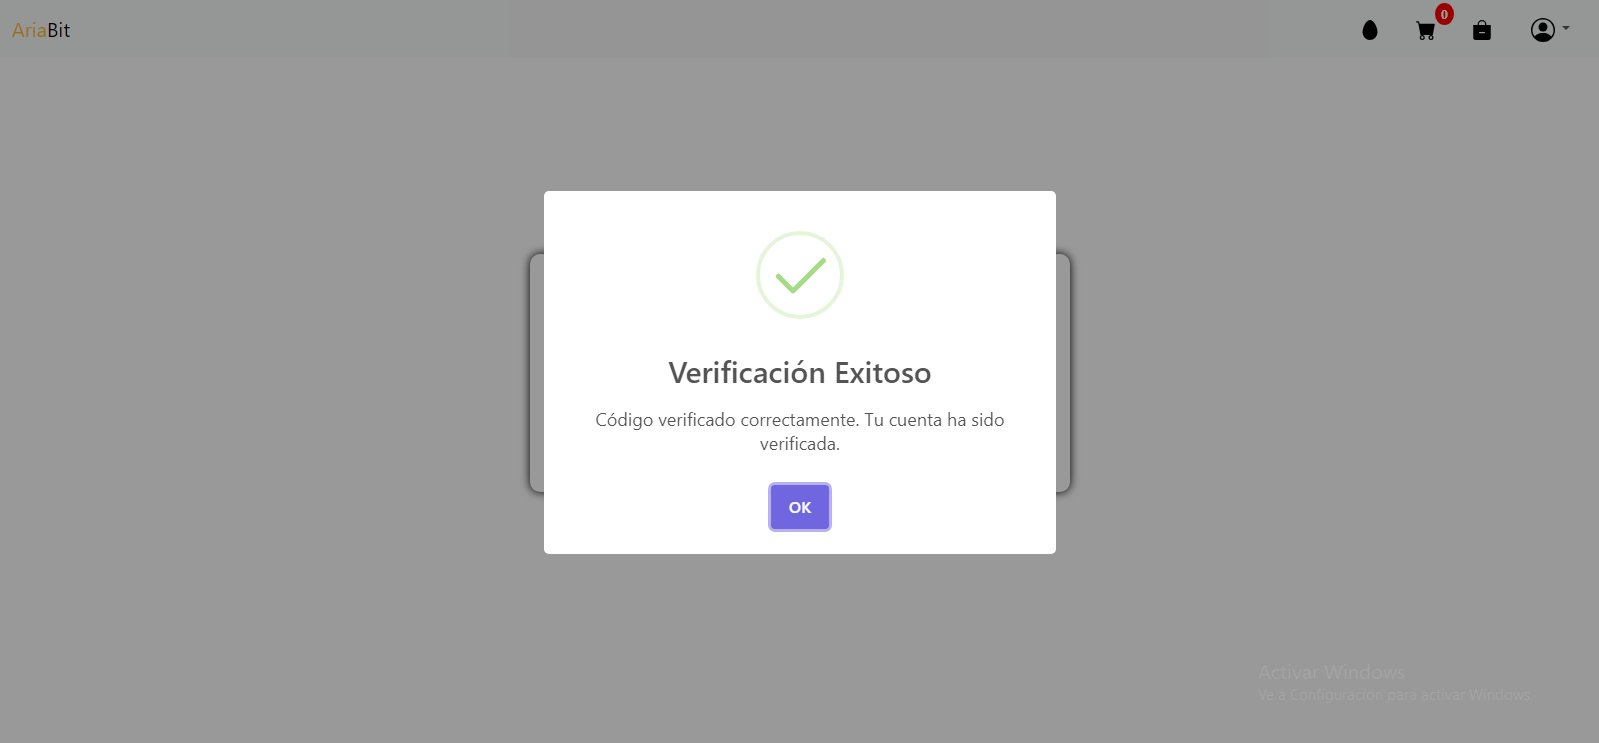 AriaBit
0
Verificación Exitoso
Código verificado correctamente. Tu cuenta ha sido
verificada.
OK
Activar Windows
Ve a Configuración para activar Windows.